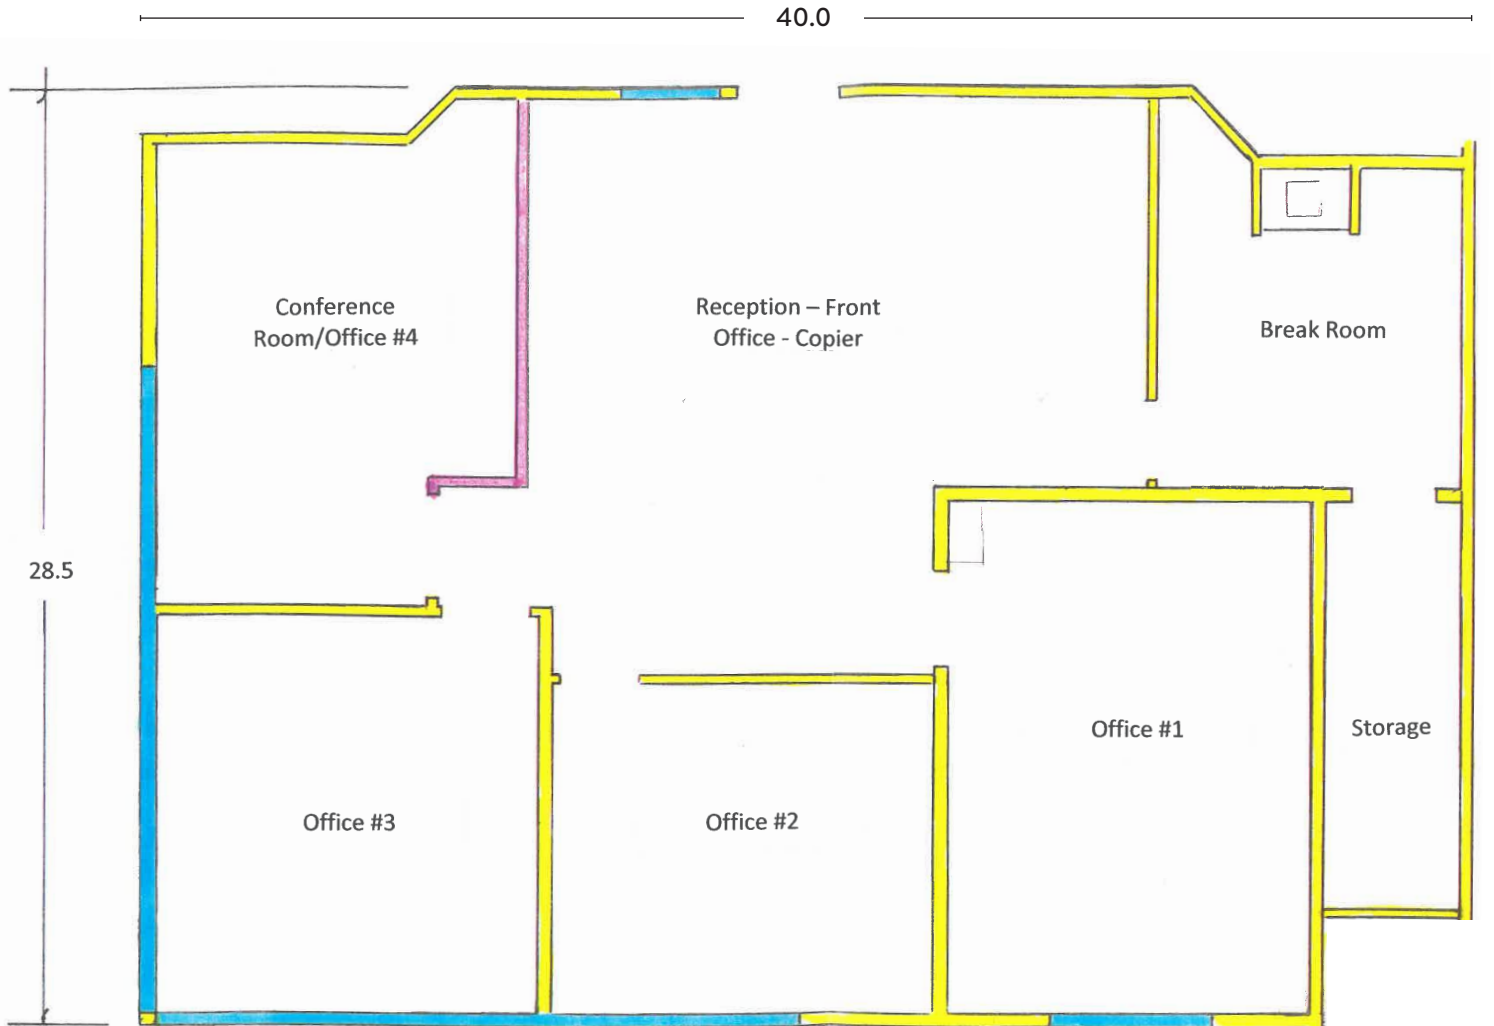 40.0
Conference
Room/Office #4
Reception – Front
Office - Copier
Break Room
28.5
Office #1
Storage
Office #3
Office #2